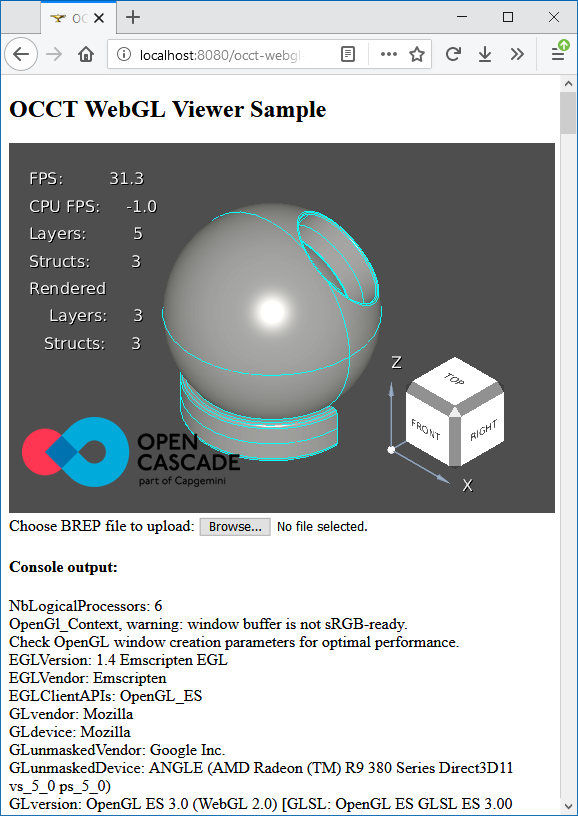 OC
localhost:8080/occt-webgl
OCCT WebGL Viewer Sample
FPS: 31.3
CPU FPS: -1.0
Layers: 5
Structs: 3
Rendered
Layers: 3
Structs: 3
Z
TOP
FRONT
RIGHT
X
OPEN
CASCADE
part of Capgemini
Choose BREP file to upload: Browse... No file selected.
Console output:
NbLogicalProcessors: 6
OpenGl_Context, warning: window buffer is not sRGB-ready.
Check OpenGL window creation parameters for optimal performance.
EGLVersion: 1.4 Emscripten EGL
EGLVendor: Emscripten
EGLClientAPIs: OpenGL_ES
GLvendor: Mozilla
GLdevice: Mozilla
GLunmaskedVendor: Google Inc.
GLunmaskedDevice: ANGLE (AMD Radeon (TM) R9 380 Series Direct3D11
vs_5_0 ps_5_0)
GLversion: OpenGL ES 3.0 (WebGL 2.0) [GLSL: OpenGL ES GLSL ES 3.00